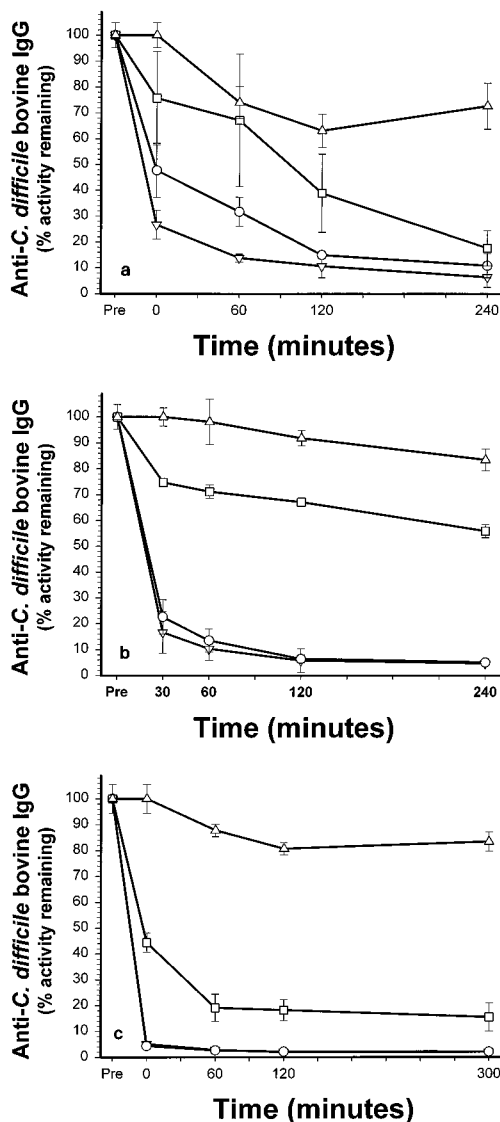 Anti-C. difficile bovine IgG
(% activity remaining)
100
90
80
70
60
50
40
30
20
10
0
a
Pre 0 60 120 240
Time (minutes)
Anti-C. difficile bovine IgG
(% activity remaining)
100
90
80
70
60
50
40
30
20
10
0
b
Pre 30 60 120 240
Time (minutes)
Anti-C. difficile bovine IgG
(% activity remaining)
100
90
80
70
60
50
40
30
20
10
0
c
Pre 0 60 120 300
Time (minutes)